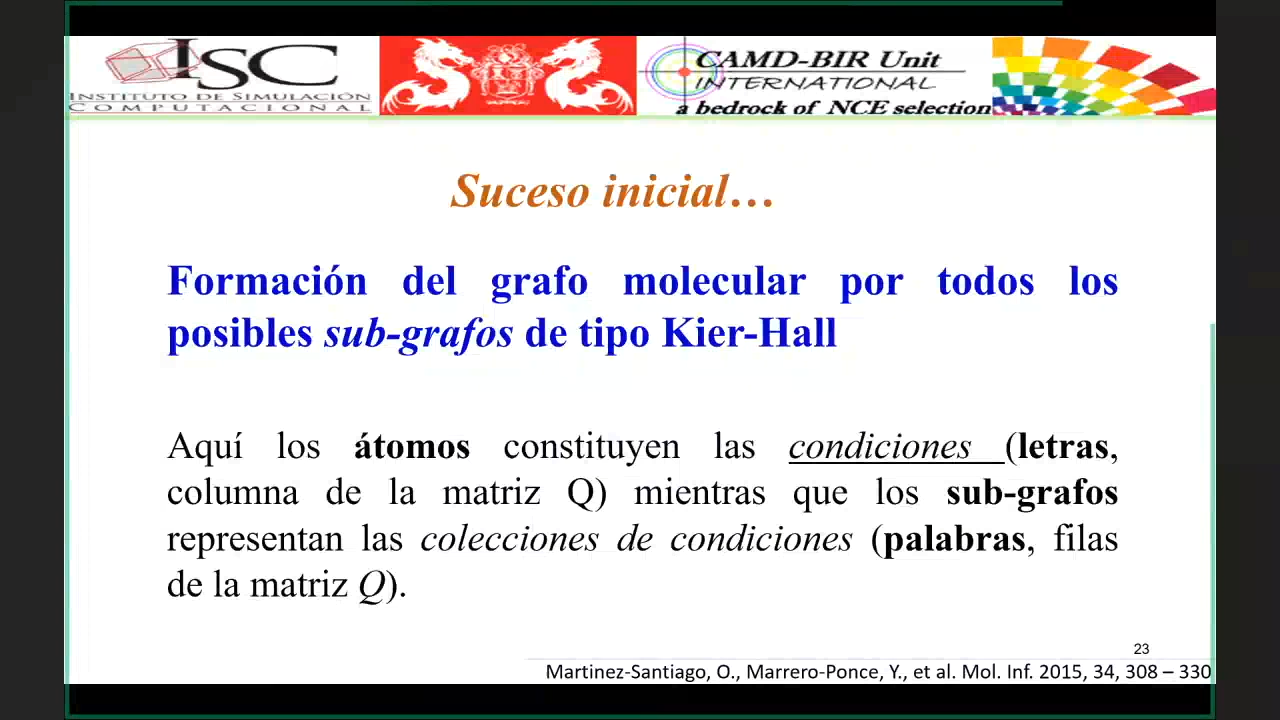 ISC
INSTITUTO DE SIMULACIÓN
COMPUTACIONAL
CAMD-BIR Unit
INTERNATIONAL
a bedrock of NCE selection
Suceso inicial…
Formación del grafo molecular por todos los
posibles sub-grafos de tipo Kier-Hall
Aquí los átomos constituyen las condiciones (letras,
columna de la matriz Q) mientras que los sub-grafos
representan las colecciones de condiciones (palabras, filas
de la matriz Q).
23
Martinez-Santiago, O., Marrero-Ponce, Y., et al. Mol. Inf. 2015, 34, 308 – 330